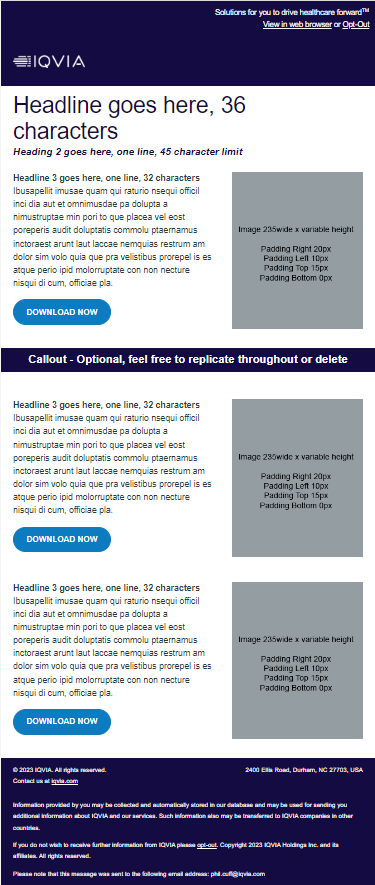 Solutions for you to drive healthcare forward™
View in web browser or Opt-Out
IQVIA
Headline goes here, 36
characters
Heading 2 goes here, one line, 45 character limit
Headline 3 goes here, one line, 32 characters
Ibusapellit imusae quam qui raturio nsequi officil
inci dia aut et omnimusdae pa dolupta a
nimustruptae min pori to que placea vel eost
poreperis audit doluptatis commolu ptaernamus
inctoraest arunt laut laccae nemquias restrum am
dolor sim volo quia que pra velistibus prorepel is es
atque perio ipid molorruptate con non necture
nisqui di cum, officiae pla.
DOWNLOAD NOW
Image 235wide x variable height
Padding Right 20px
Padding Left 10px
Padding Top 15px
Padding Bottom 0px
Callout - Optional, feel free to replicate throughout or delete
Headline 3 goes here, one line, 32 characters
Ibusapellit imusae quam qui raturio nsequi officil
inci dia aut et omnimusdae pa dolupta a
nimustruptae min pori to que placea vel eost
poreperis audit doluptatis commolu ptaernamus
inctoraest arunt laut laccae nemquias restrum am
dolor sim volo quia que pra velistibus prorepel is es
atque perio ipid molorruptate con non necture
nisqui di cum, officiae pla.
DOWNLOAD NOW
Image 235wide x variable height
Padding Right 20px
Padding Left 10px
Padding Top 15px
Padding Bottom 0px
Headline 3 goes here, one line, 32 characters
Ibusapellit imusae quam qui raturio nsequi officil
inci dia aut et omnimusdae pa dolupta a
nimustruptae min pori to que placea vel eost
poreperis audit doluptatis commolu ptaernamus
inctoraest arunt laut laccae nemquias restrum am
dolor sim volo quia que pra velistibus prorepel is es
atque perio ipid molorruptate con non necture
nisqui di cum, officiae pla.
DOWNLOAD NOW
Image 235wide x variable height
Padding Right 20px
Padding Left 10px
Padding Top 15px
Padding Bottom 0px
© 2023 IQVIA. All rights reserved.
2400 Ellis Road, Durham, NC 27703, USA
Contact us at iqvia.com
Information provided by you may be collected and automatically stored in our database and may be used for sending you
additional information about IQVIA and our services. Such information also may be transferred to IQVIA companies in other
countries.
If you do not wish to receive further information from IQVIA please opt-out. Copyright 2023 IQVIA Holdings Inc. and its
affiliates. All rights reserved.
Please note that this message was sent to the following email address: phil.cuff@iqvia.com